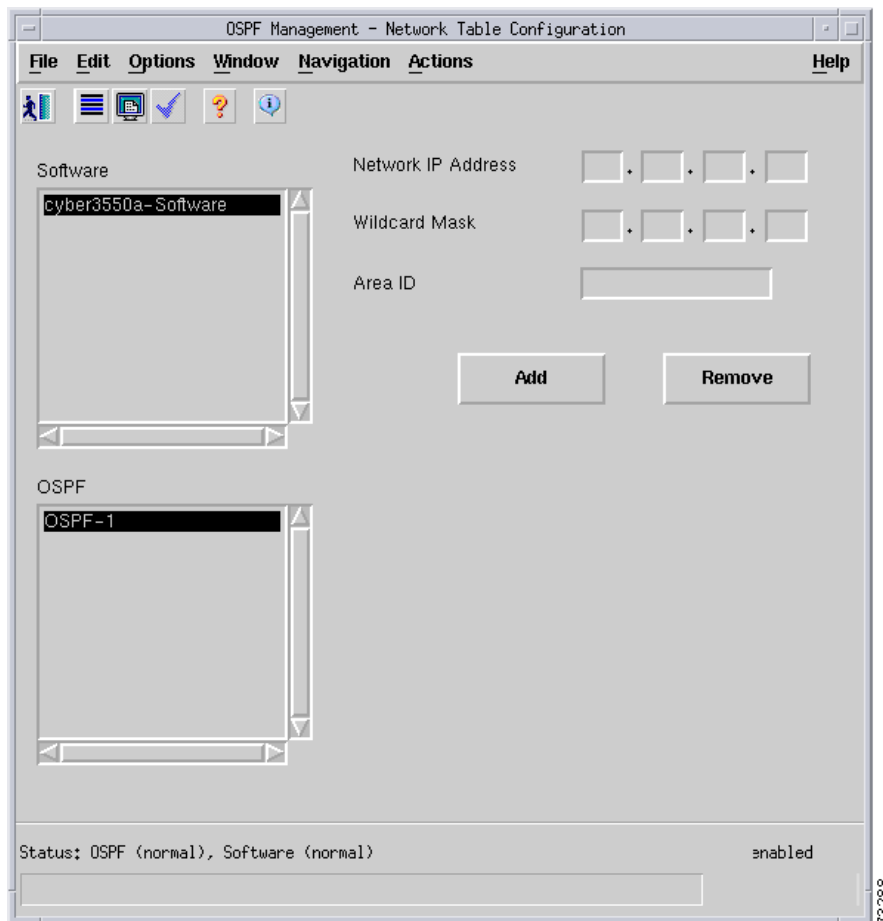 OSPF Management - Network Table Configuration
File Edit Options Window Navigation Actions Help
Software
cyber3550a-Software
Network IP Address . . .
Wildcard Mask . . .
Area ID
Add Remove
OSPF
OSPF-1
Status: OSPF (normal), Software (normal) enabled